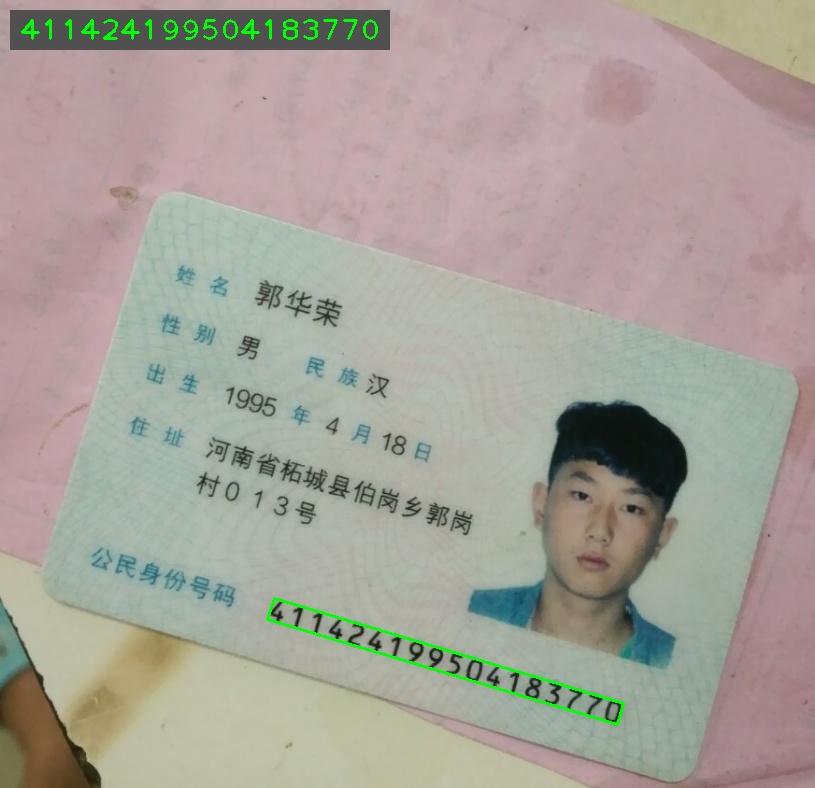 411424199504183770
姓名 郭华荣
性别 男 民族 汉
出生 1995 年 4 月 18 日
住址 河南省柘城县伯岗乡郭岗
村013号
公民身份号码 411424199504183770